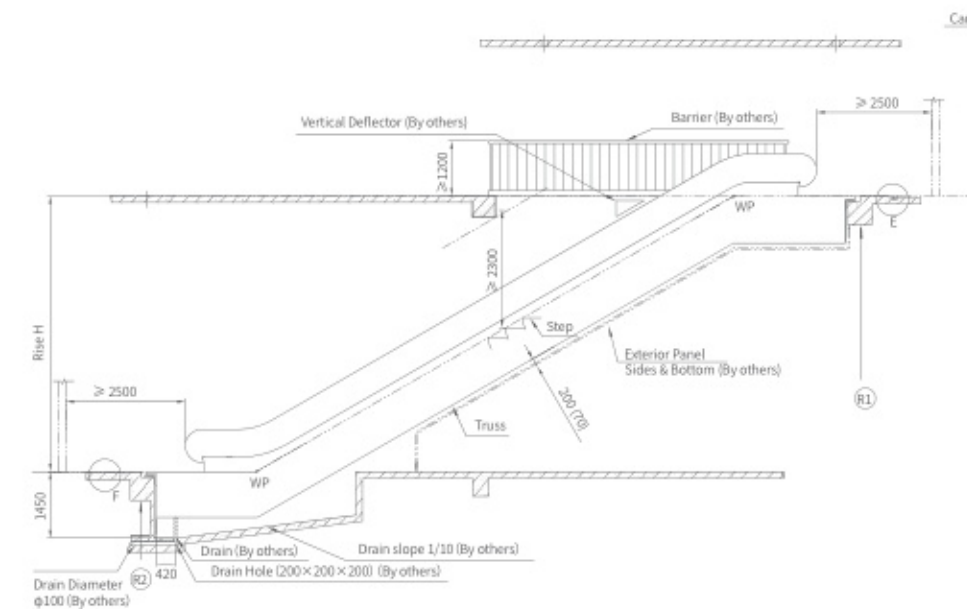 Vertical Deflector (By others)
Barrier (By others)
≥ 2500
≥1200
WP
E
≥ 2300
Rise H
Step
Exterior Panel
Sides & Bottom (By others)
R1
≥ 2500
200 (70)
Truss
WP
F
1450
Drain (By others)
Drain slope 1/10 (By others)
R2
420
Drain Hole (200×200×200) (By others)
Drain Diameter
φ100 (By others)